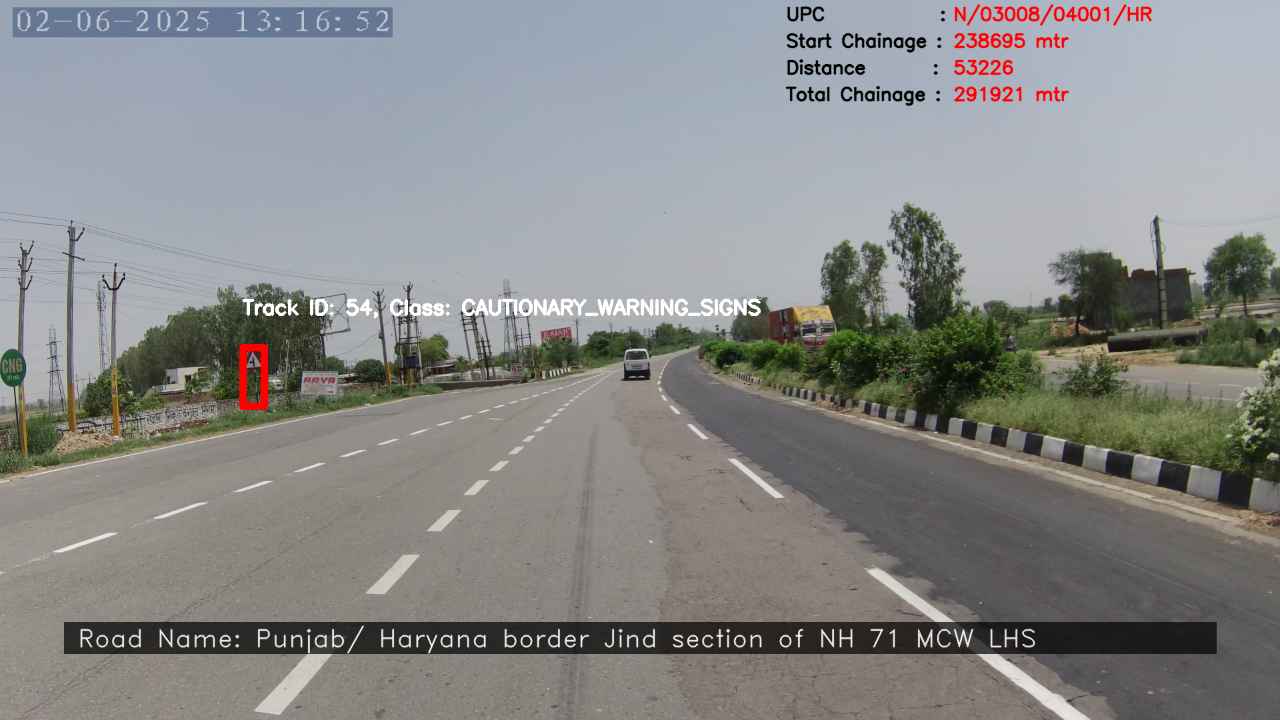 02-06-2025 13:16:52
UPC : N/03008/04001/HR
Start Chainage : 238695 mtr
Distance : 53226
Total Chainage : 291921 mtr
Track ID: 54, Class: CAUTIONARY_WARNING_SIGNS
CNG
AAYA
Road Name: Punjab/ Haryana border Jind section of NH 71 MCW LHS